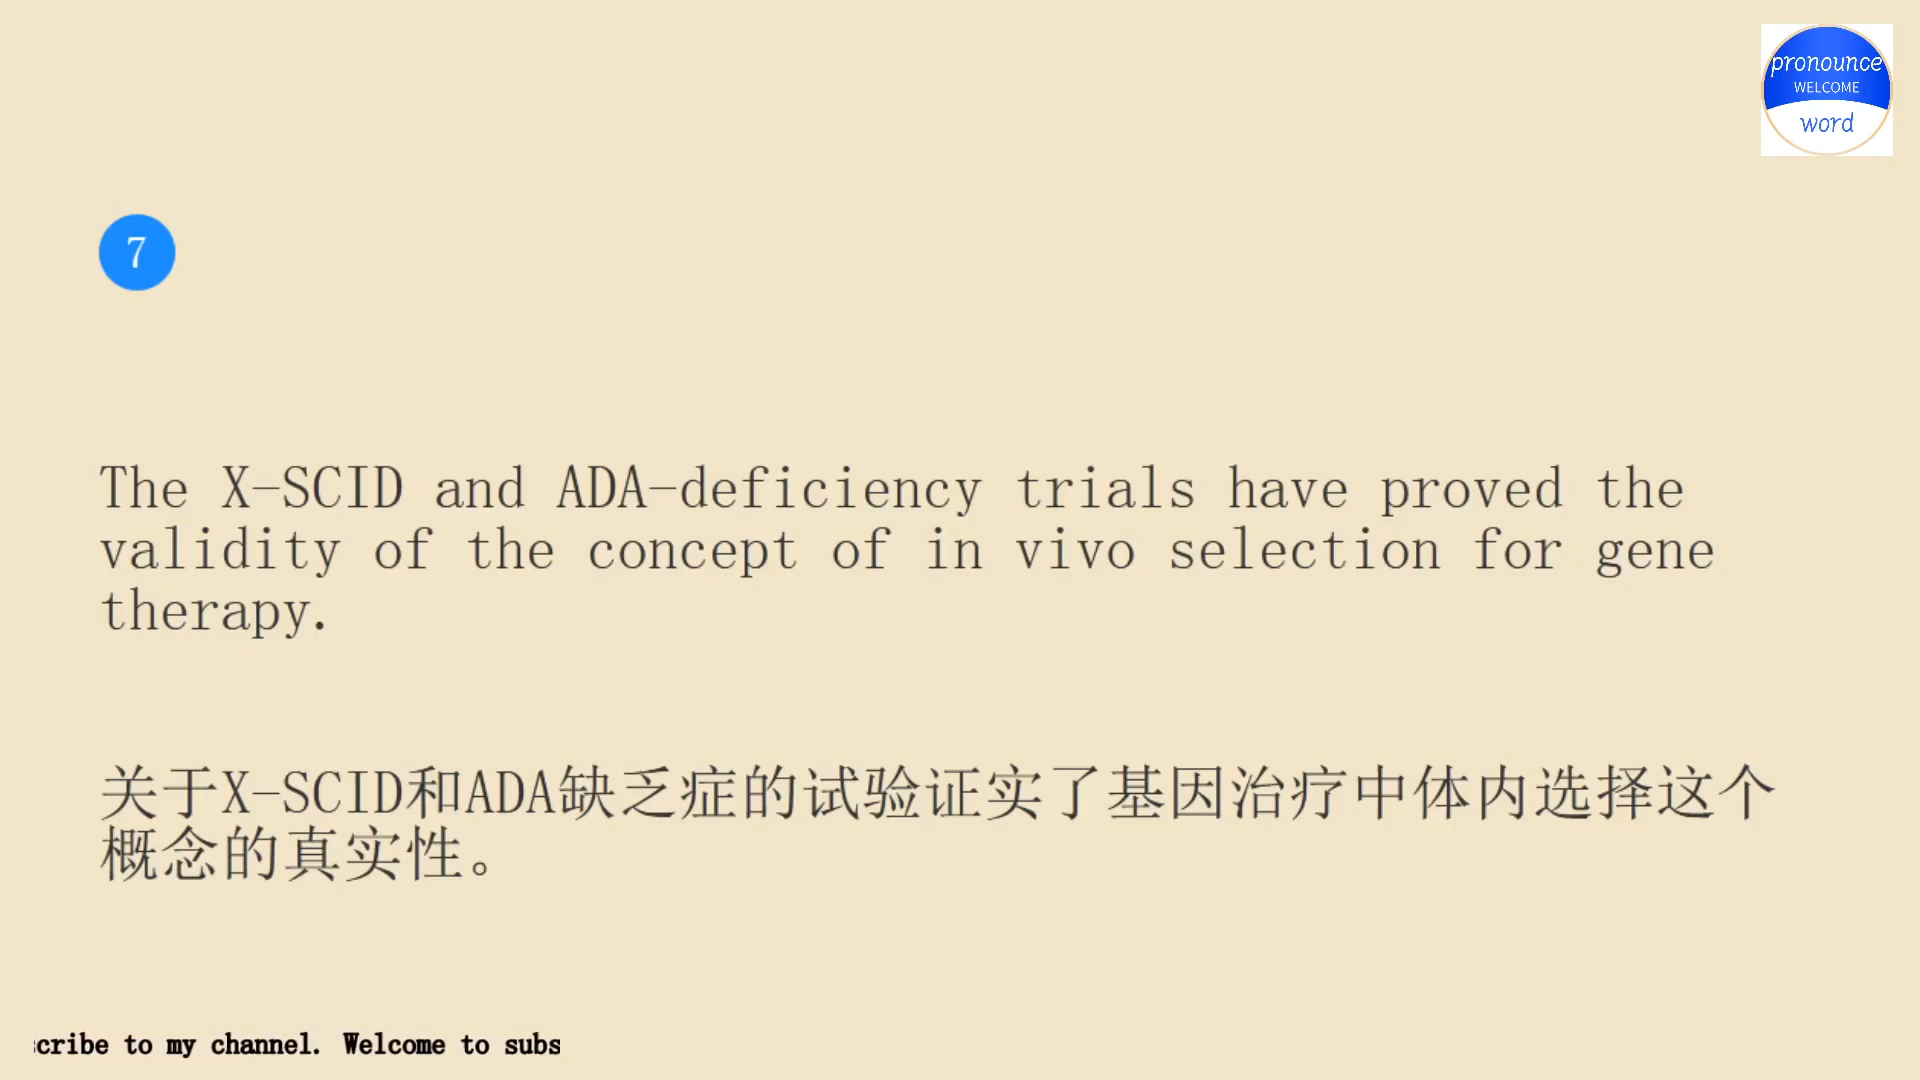 pronounce
WELCOME
word
7
The X-SCID and ADA-deficiency trials have proved the
validity of the concept of in vivo selection for gene
therapy.
关于X-SCID和ADA缺乏症的试验证实了基因治疗中体内选择这个
概念的真实性。
cribe to my channel. Welcome to subs